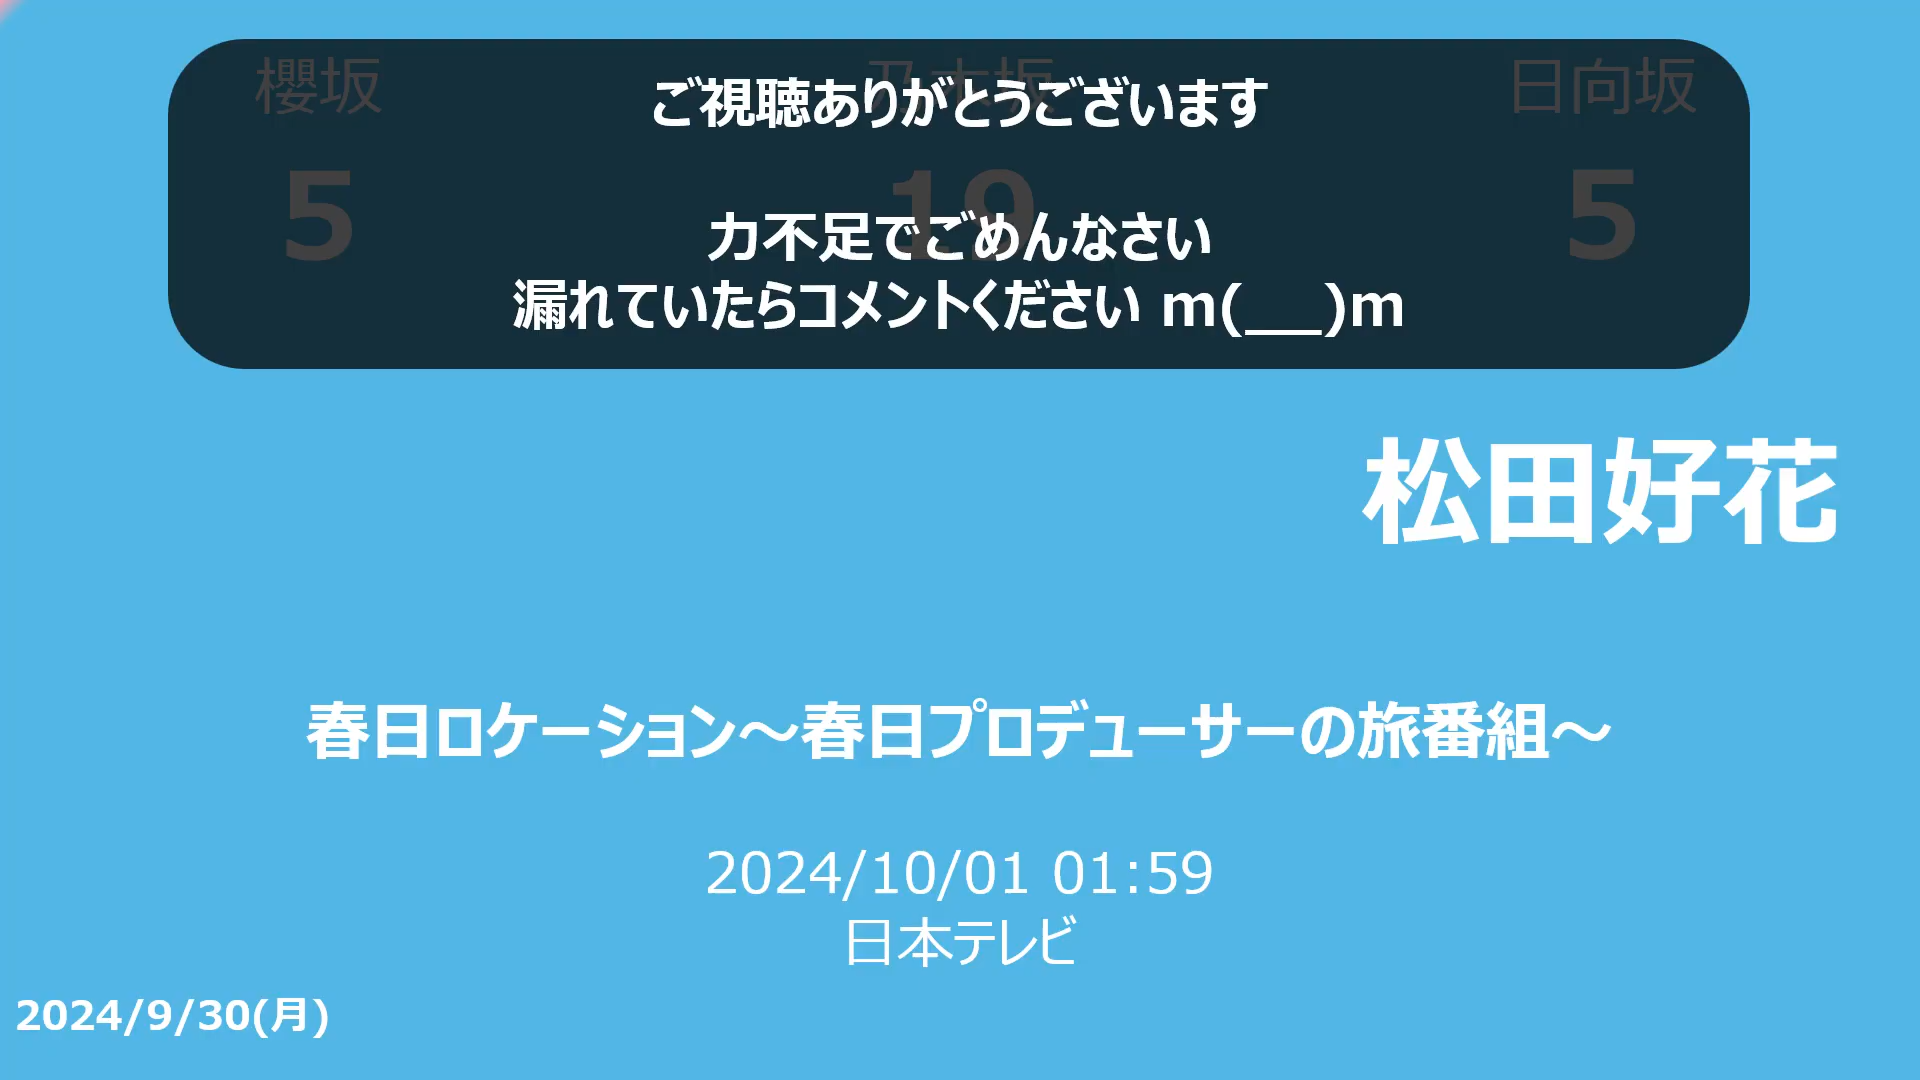 櫻坂
乃木坂
日向坂
5
19
5
ご視聴ありがとうございます
力不足でごめんなさい
漏れていたらコメントください m(__)m
松田好花
春日ロケーション～春日プロデューサーの旅番組～
2024/10/01 01:59
日本テレビ
2024/9/30(月)